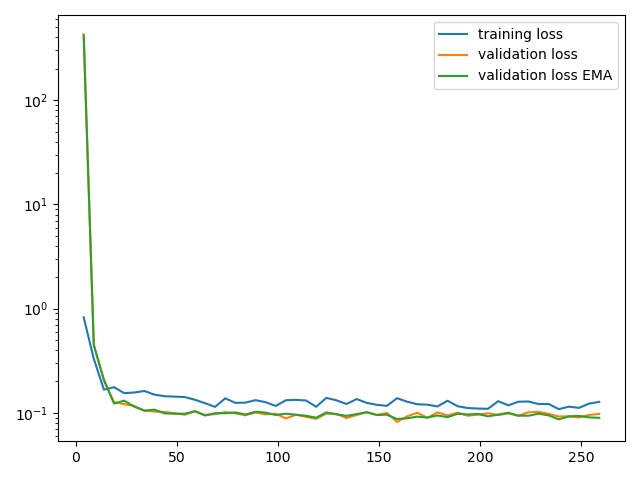 training loss
validation loss
validation loss EMA
10²
10¹
10⁰
10⁻¹
0 50 100 150 200 250